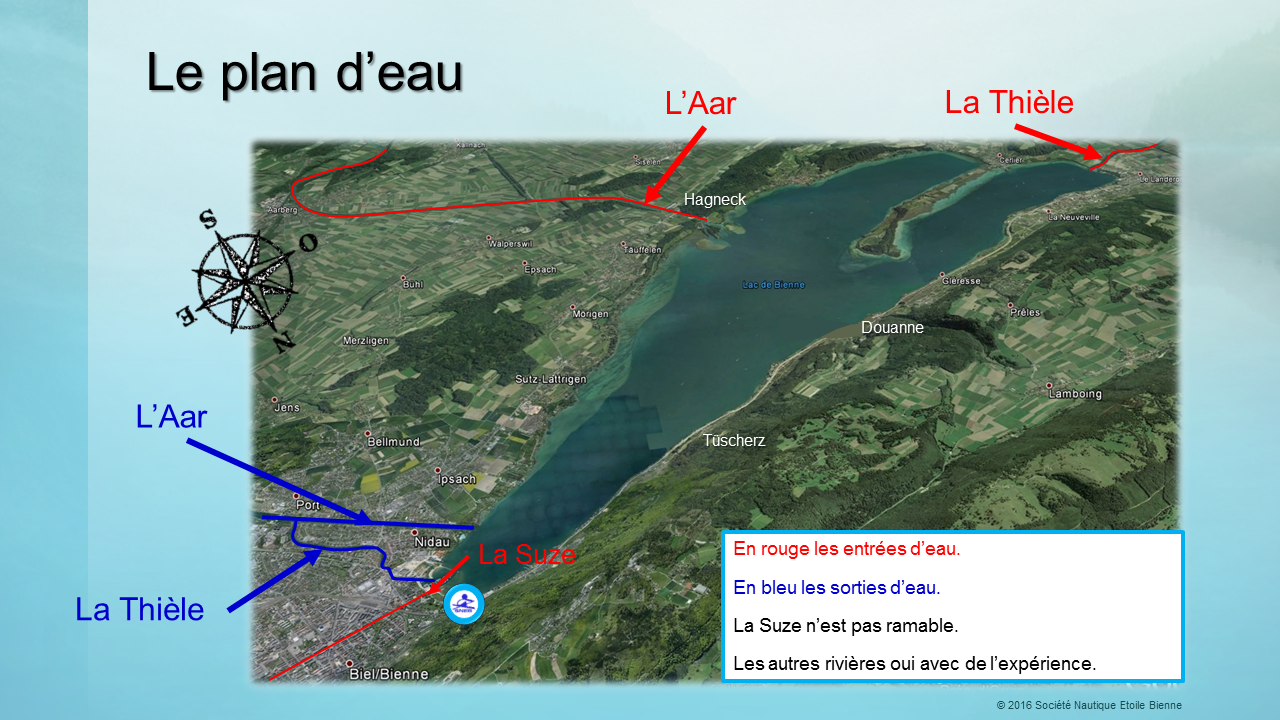 Le plan d’eau
L’Aar
La Thièle
Kallnach
Siselen
Cerlier
Le Landeron
Hagneck
Aarberg
La Neuveville
S
O
E
N
Walperswil
Täuffelen
Epsach
Bühl
Lac de Bienne
Gléresse
Mörigen
Prêles
Douanne
Merzligen
Sutz-Lattrigen
Lamboing
Jens
L’Aar
Bellmund
Tüscherz
Ipsach
Port
Nidau
La Suze
La Thièle
SNEB
Biel/Bienne
En rouge les entrées d’eau.
En bleu les sorties d’eau.
La Suze n’est pas ramable.
Les autres rivières oui avec de l’expérience.
© 2016 Société Nautique Etoile Bienne